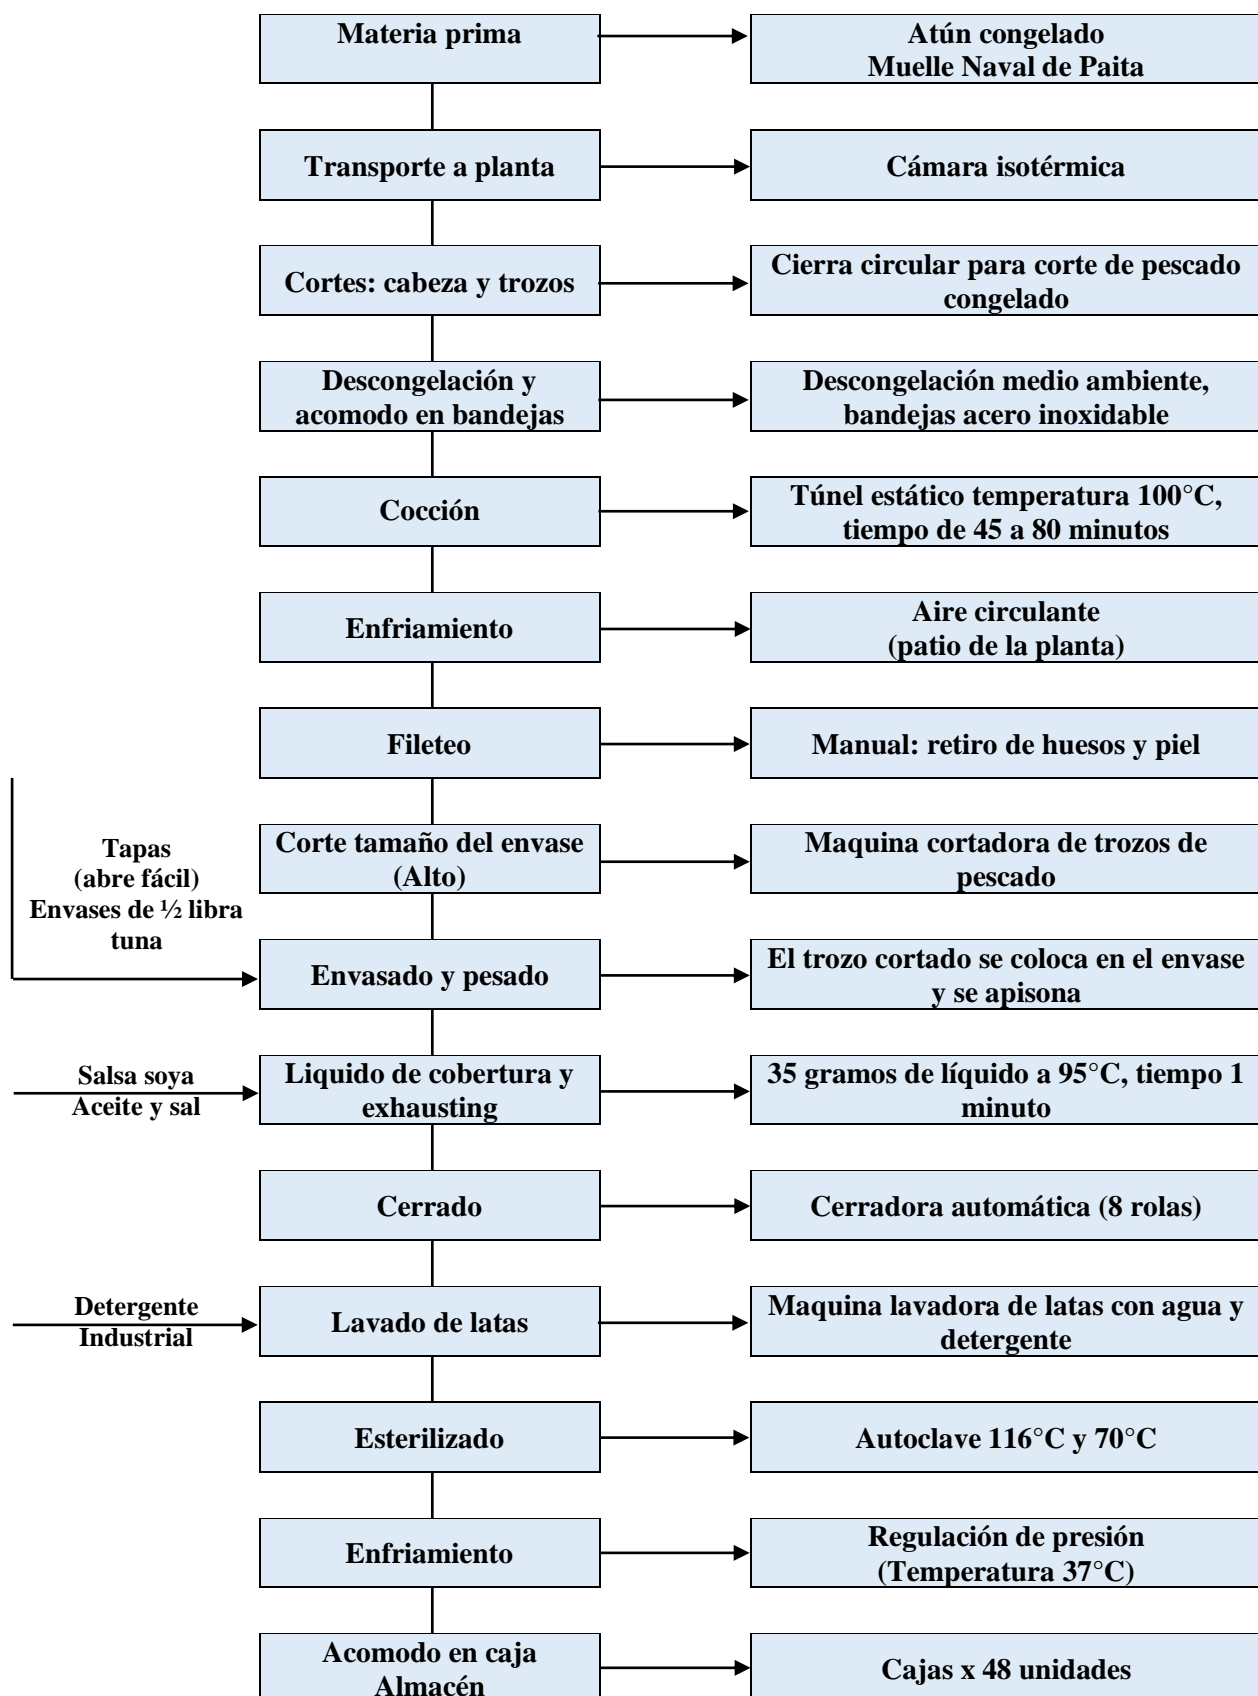 Materia prima
Atún congelado
Muelle Naval de Paita
Transporte a planta
Cámara isotérmica
Cortes: cabeza y trozos
Cierra circular para corte de pescado
congelado
Descongelación y
acomodo en bandejas
Descongelación medio ambiente,
bandejas acero inoxidable
Cocción
Túnel estático temperatura 100°C,
tiempo de 45 a 80 minutos
Enfriamiento
Aire circulante
(patio de la planta)
Fileteo
Manual: retiro de huesos y piel
Corte tamaño del envase
(Alto)
Maquina cortadora de trozos de
pescado
Tapas
(abre fácil)
Envases de ½ libra
tuna
Envasado y pesado
El trozo cortado se coloca en el envase
y se apisona
Salsa soya
Aceite y sal
Liquido de cobertura y
exhausting
35 gramos de líquido a 95°C, tiempo 1
minuto
Cerrado
Cerradora automática (8 rolas)
Detergente
Industrial
Lavado de latas
Maquina lavadora de latas con agua y
detergente
Esterilizado
Autoclave 116°C y 70°C
Enfriamiento
Regulación de presión
(Temperatura 37°C)
Acomodo en caja
Almacén
Cajas x 48 unidades